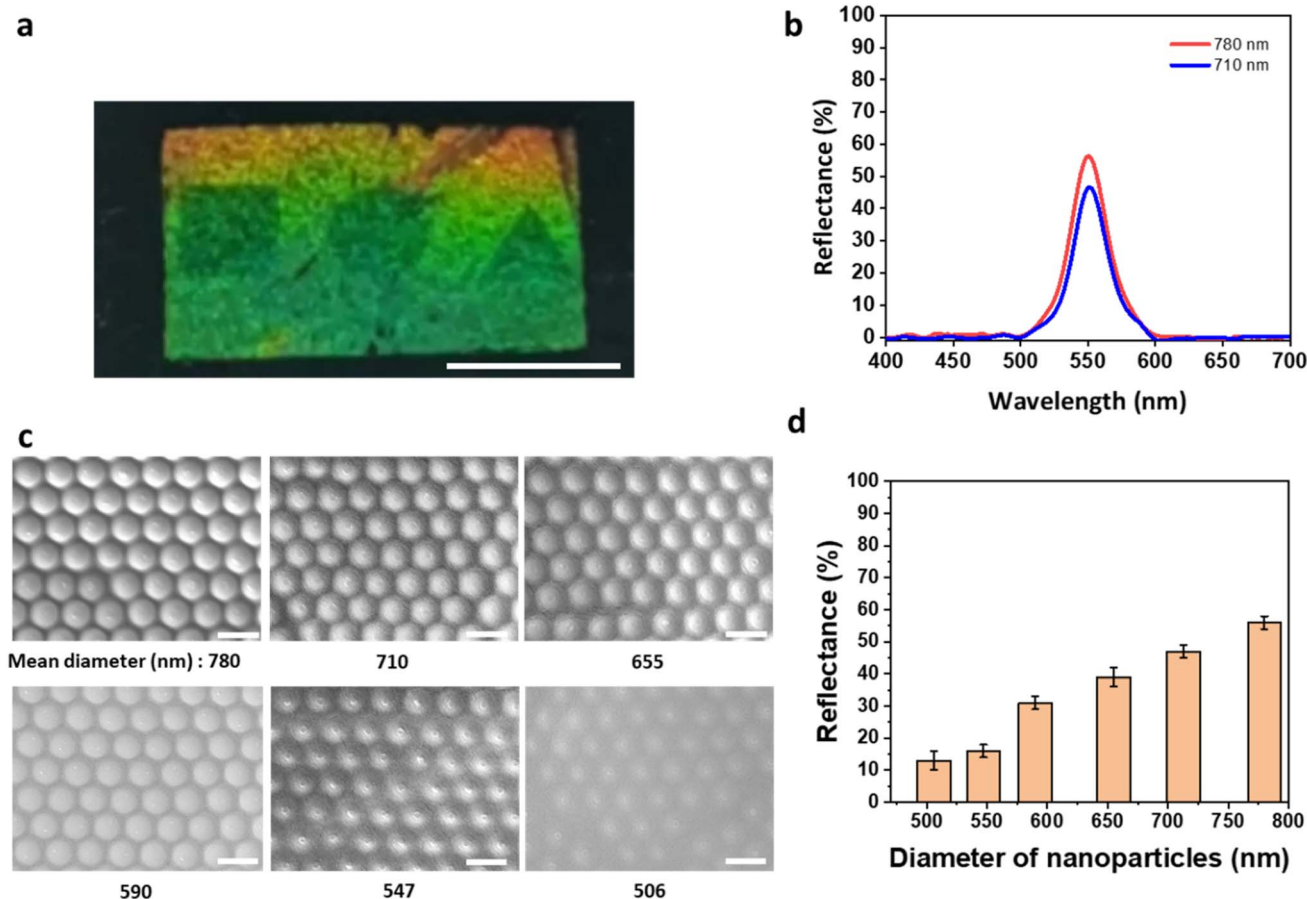 a
b
100
90
80
70
60
50
40
30
20
10
0
Reflectance (%)
780 nm
710 nm
400 450 500 550 600 650 700
Wavelength (nm)
c
Mean diameter (nm) : 780 710 655
590 547 506
d
100
90
80
70
60
50
40
30
20
10
0
Reflectance (%)
500 550 600 650 700 750 800
Diameter of nanoparticles (nm)